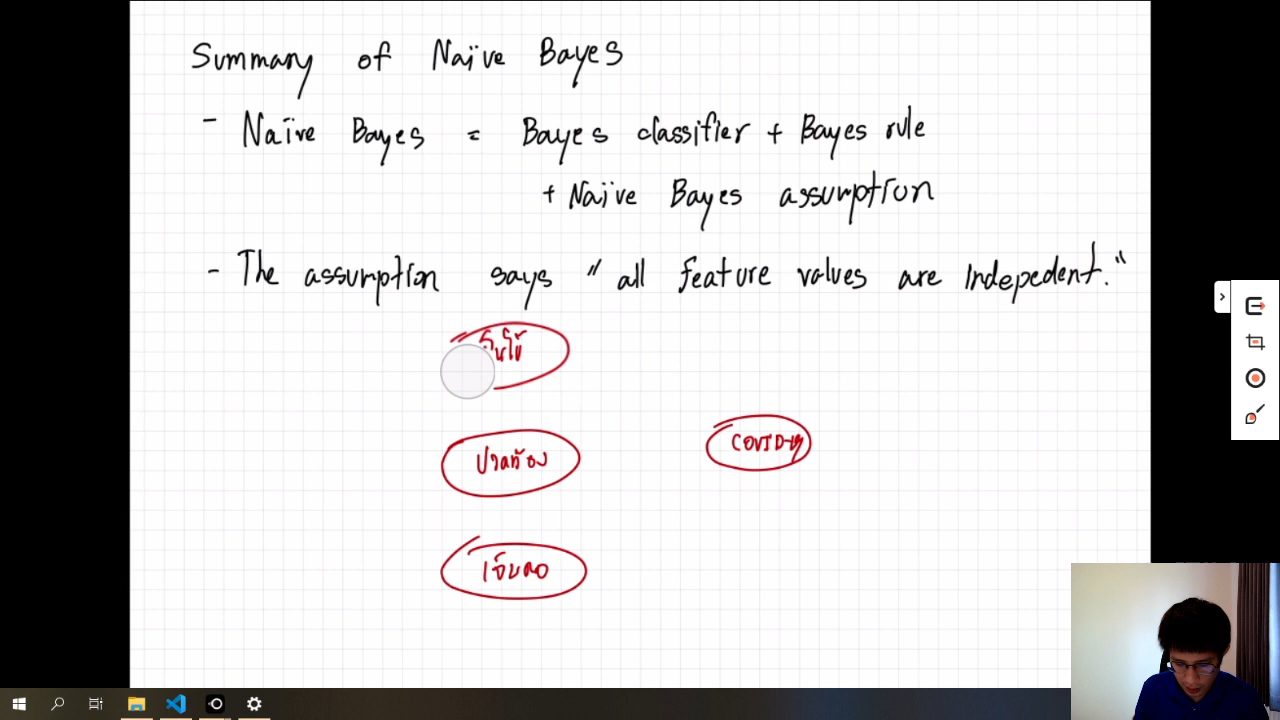 Summary of Naïve Bayes
- Naïve Bayes = Bayes classifier + Bayes rule
+ Naïve Bayes assumption
- The assumption says "all feature values are indepedent."
COVID-19
ปวดท้อง
เจ็บคอ